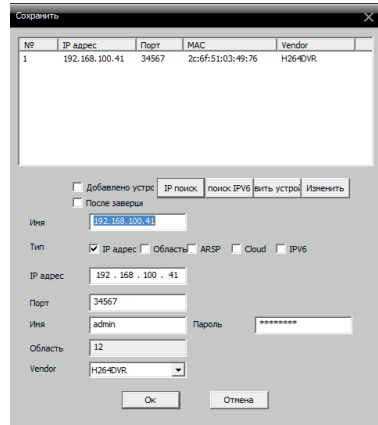 Сохранить
№ IP адрес Порт MAC Vendor
1 192.168.100.41 34567 2c:6f:51:03:49:76 H264DVR
Добавлено устрс IP поиск поиск IPV6 вить устрой Изменить
После заверши
Имя 192.168.100.41
Тип IP адрес Область ARSP Cloud IPV6
IP адрес 192 . 168 . 100 . 41
Порт 34567
Имя admin Пароль ********
Область 12
Vendor H264DVR
Ок Отмена